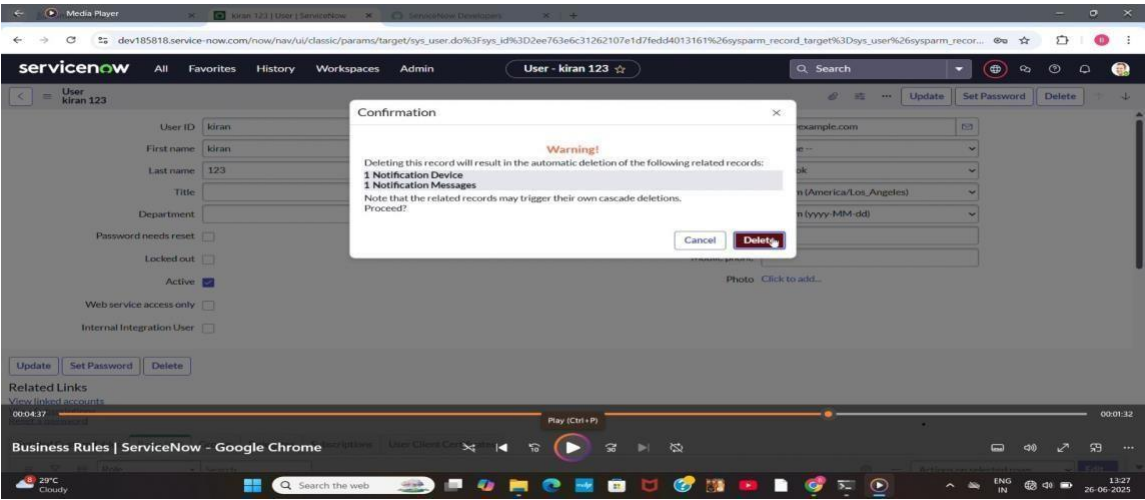 Media Player
kiran 123 | User | ServiceNow
ServiceNow Developers
dev185818.service-now.com/now/nav/ui/classic/params/target/sys_user.do%3Fsys_id%3D2ee763e6c31262107e1d7fedd4013161%26sysparm_record_target%3Dsys_user%26sysparm_recor...
servicenow All Favorites History Workspaces Admin User - kiran 123 Search
User
kiran 123
Update Set Password Delete
Confirmation
Warning!
Deleting this record will result in the automatic deletion of the following related records:
1 Notification Device
1 Notification Messages
Note that the related records may trigger their own cascade deletions.
Proceed?
Cancel Delete
User ID kiran
example.com
First name kiran
Last name 123
Title
(America/Los_Angeles)
Department
(yyyy-MM-dd)
Password needs reset
Locked out
Active
Photo Click to add...
Web service access only
Internal Integration User
Update Set Password Delete
Related Links
View linked accounts
00:04:37
Play (Ctrl+P)
00:01:32
Business Rules | ServiceNow - Google Chrome
Role
Search
29°C
Cloudy
Search the web
ENG
IN
13:27
26-06-2025